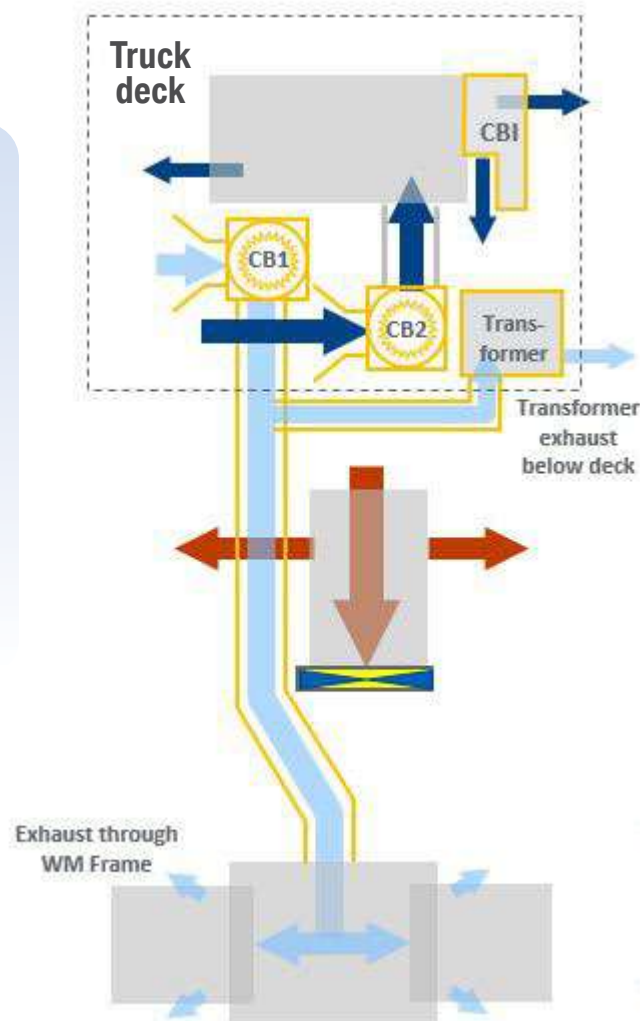 Truck
deck
CBI
CB1
CB2
Trans-
former
Transformer
exhaust
below deck
Exhaust through
WM Frame